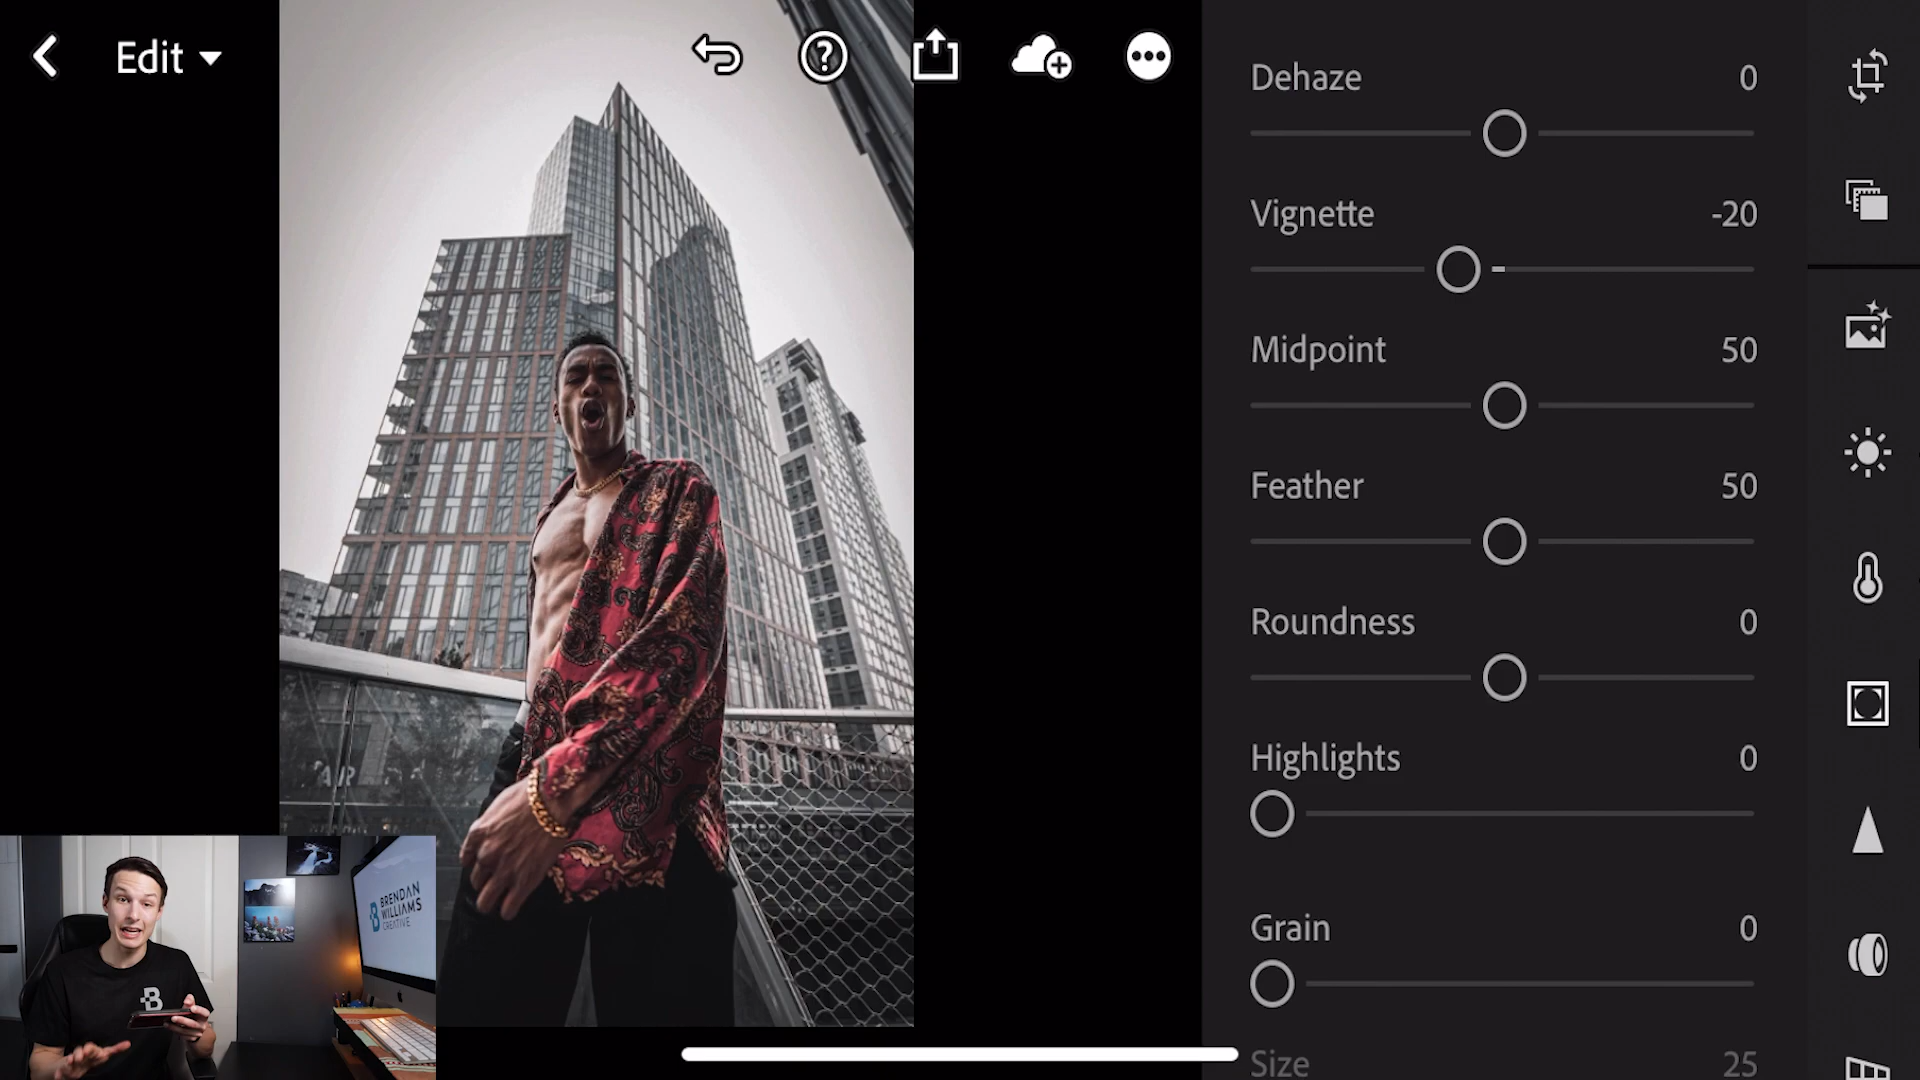 Edit
Dehaze 0
Vignette -20
Midpoint 50
Feather 50
Roundness 0
Highlights 0
Grain 0
Size 25
BRENDAN
WILLIAMS
CREATIVE